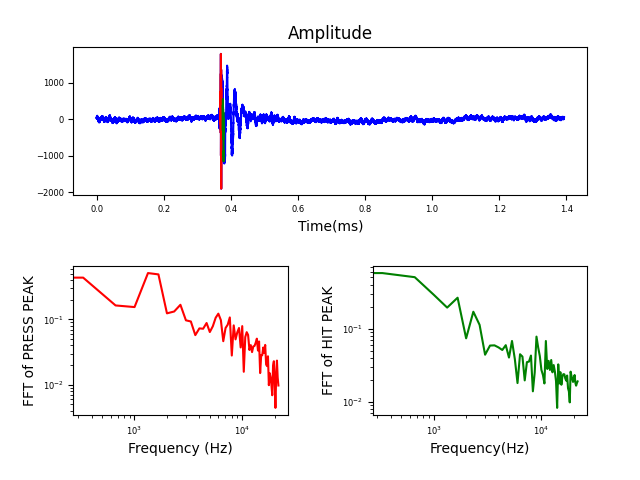 Amplitude
1000
0
−1000
−2000
0.0 0.2 0.4 0.6 0.8 1.0 1.2 1.4
Time(ms)
FFT of PRESS PEAK
10⁻¹
10⁻²
10³ 10⁴
Frequency (Hz)
FFT of HIT PEAK
10⁻¹
10⁻²
10³ 10⁴
Frequency(Hz)